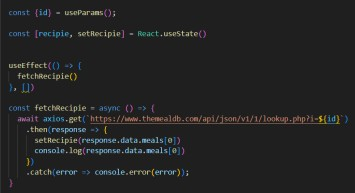 const {id} = useParams();
const [recipie, setRecipie] = React.useState()
useEffect(() => {
fetchRecipie()
}, [])
const fetchRecipie = async () => {
await axios.get(`https://www.themealdb.com/api/json/v1/1/lookup.php?i=${id}`)
.then(response => {
setRecipie(response.data.meals[0])
console.log(response.data.meals[0])
})
.catch(error => console.error(error));
}